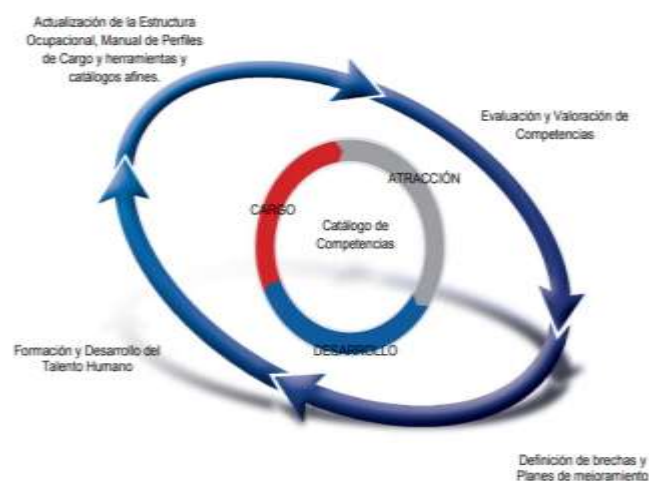 Actualización de la Estructura
Ocupacional, Manual de Perfiles
de Cargo y herramientas y
catálogos afines.
Evaluación y Valoración de
Competencias
ATRACCIÓN
CARGO
Catálogo de
Competencias
DESARROLLO
Formación y Desarrollo del
Talento Humano
Definición de brechas y
Planes de mejoramiento